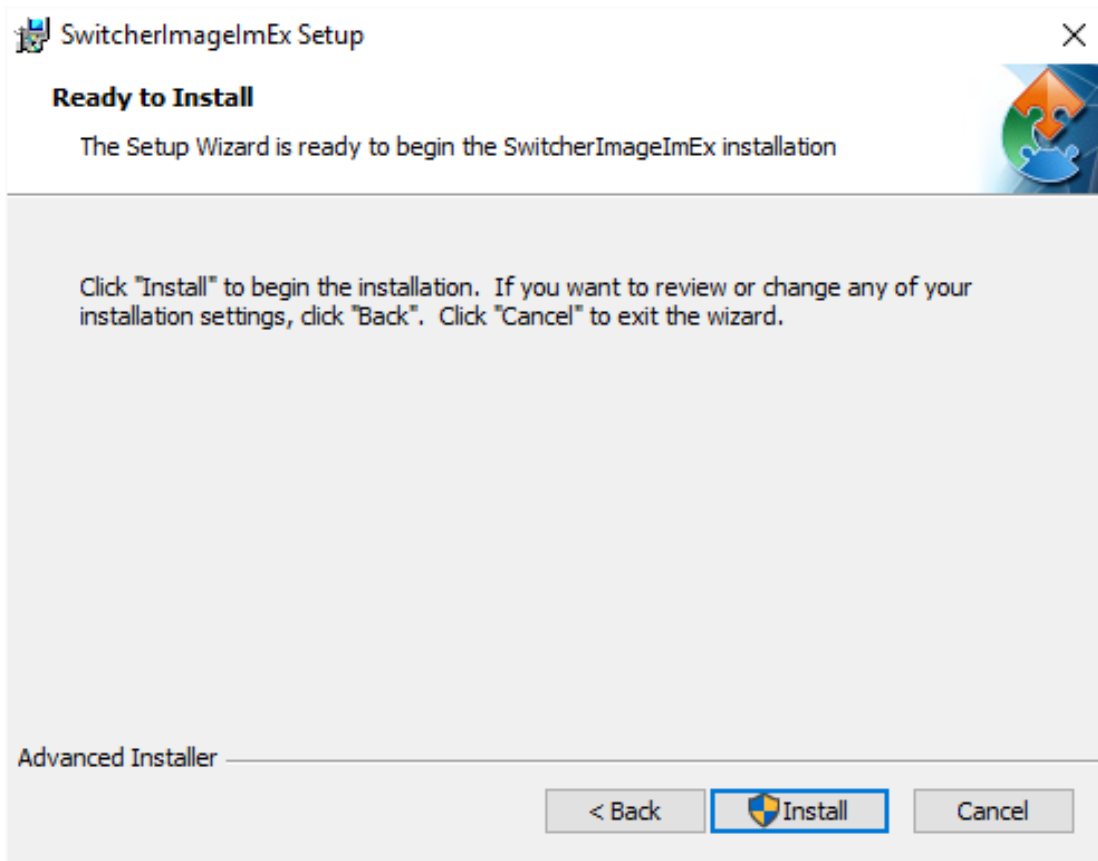 SwitcherImageImEx Setup
Ready to Install
The Setup Wizard is ready to begin the SwitcherImageImEx installation
Click "Install" to begin the installation.  If you want to review or change any of your
installation settings, click "Back".  Click "Cancel" to exit the wizard.
Advanced Installer
< Back
Install
Cancel